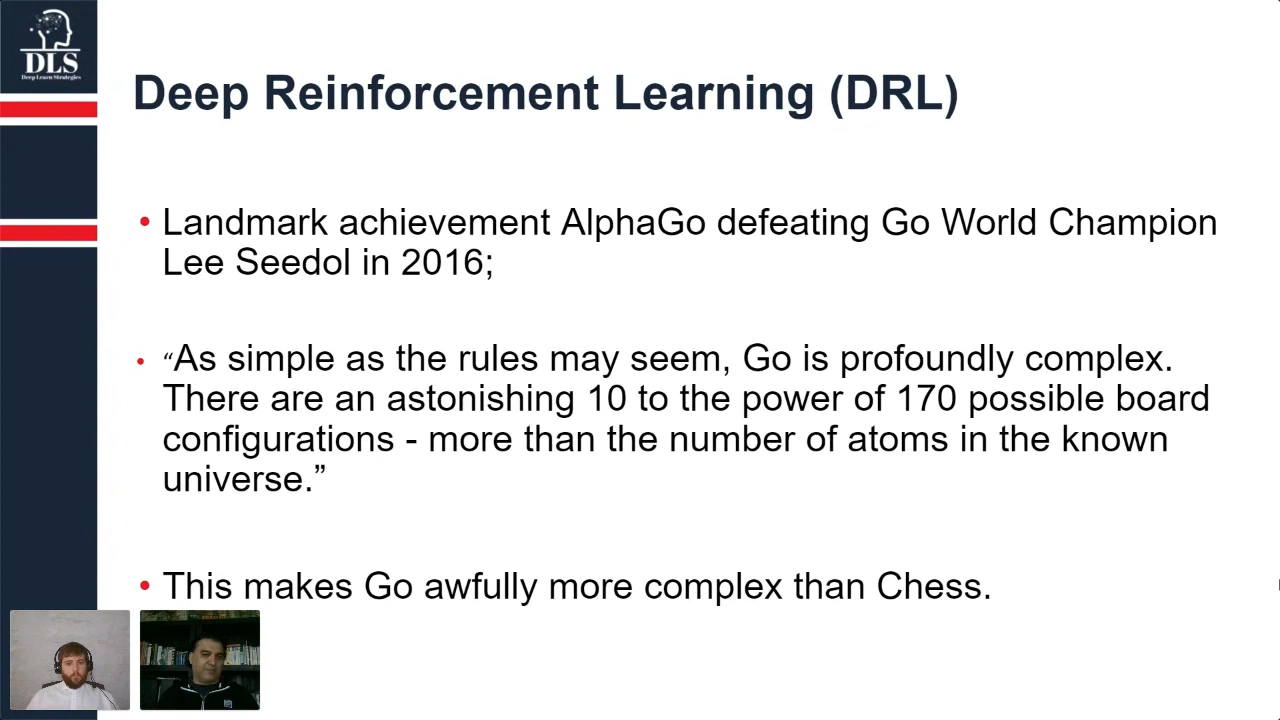 DLS
Deep Learn Strategies
Deep Reinforcement Learning (DRL)
• Landmark achievement AlphaGo defeating Go World Champion
Lee Seedol in 2016;
• “As simple as the rules may seem, Go is profoundly complex.
There are an astonishing 10 to the power of 170 possible board
configurations - more than the number of atoms in the known
universe.”
• This makes Go awfully more complex than Chess.